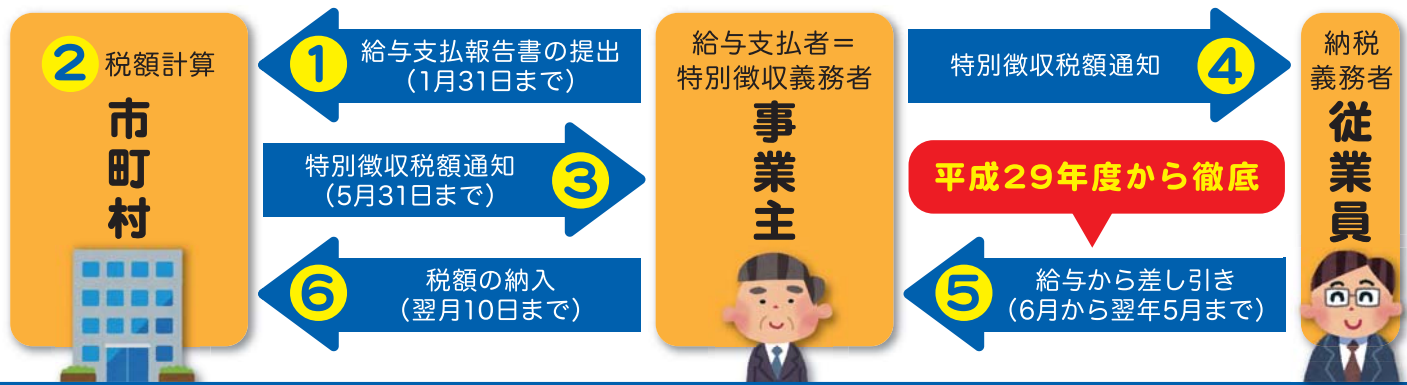 ② 税額計算
市町村
① 給与支払報告書の提出
（1月31日まで）
特別徴収税額通知
（5月31日まで） ③
⑥ 税額の納入
（翌月10日まで）
給与支払者＝
特別徴収義務者
事業主
特別徴収税額通知 ④
平成29年度から徹底
⑤ 給与から差し引き
（6月から翌年5月まで）
納税
義務者
従業員